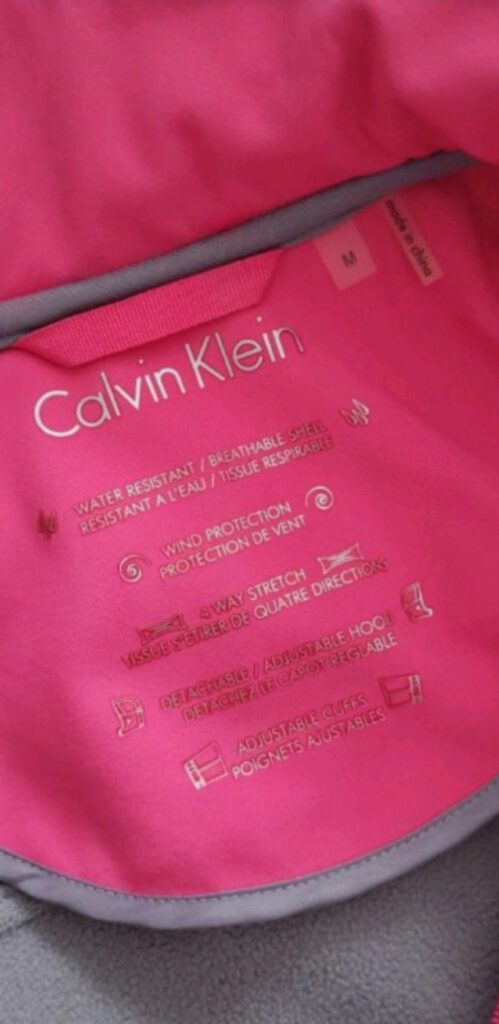 M
made in china
Calvin Klein
WATER RESISTANT / BREATHABLE SHELL
RESISTANT A L'EAU / TISSUE RESPIRABLE
WIND PROTECTION
PROTECTION DE VENT
4 WAY STRETCH
TISSUE S'ETIRER DE QUATRE DIRECTIONS
DETACHABLE / ADJUSTABLE HOOD
DETACHEZ LE CAPOT REGLABLE
ADJUSTABLE CUFFS
POIGNETS AJUSTABLES